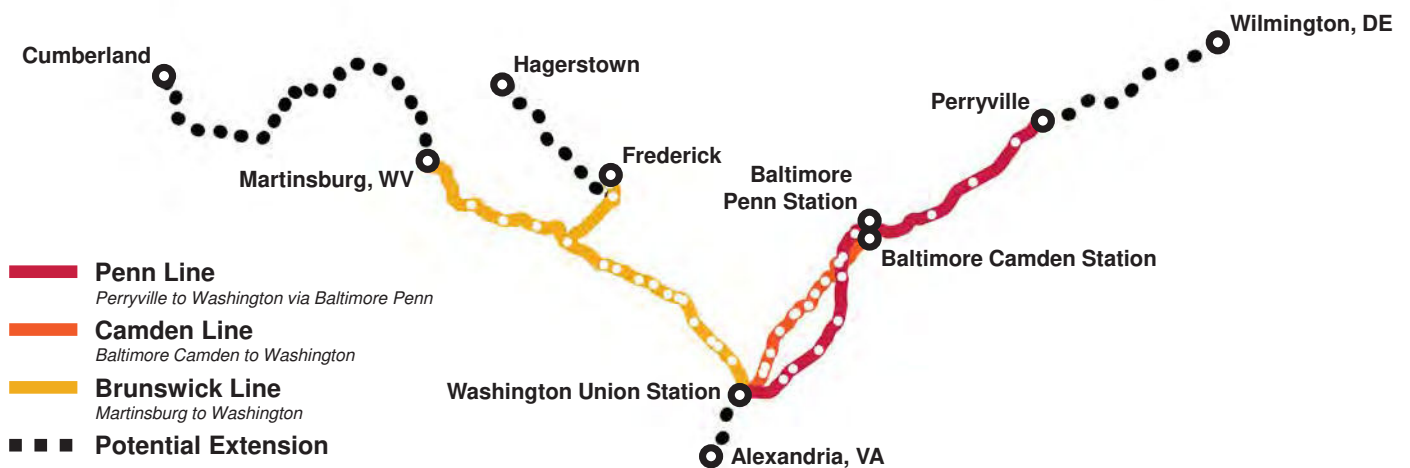 Cumberland
Hagerstown
Wilmington, DE
Perryville
Martinsburg, WV
Frederick
Baltimore
Penn Station
Baltimore Camden Station
Penn Line
Perryville to Washington via Baltimore Penn
Camden Line
Baltimore Camden to Washington
Brunswick Line
Martinsburg to Washington
Potential Extension
Washington Union Station
Alexandria, VA